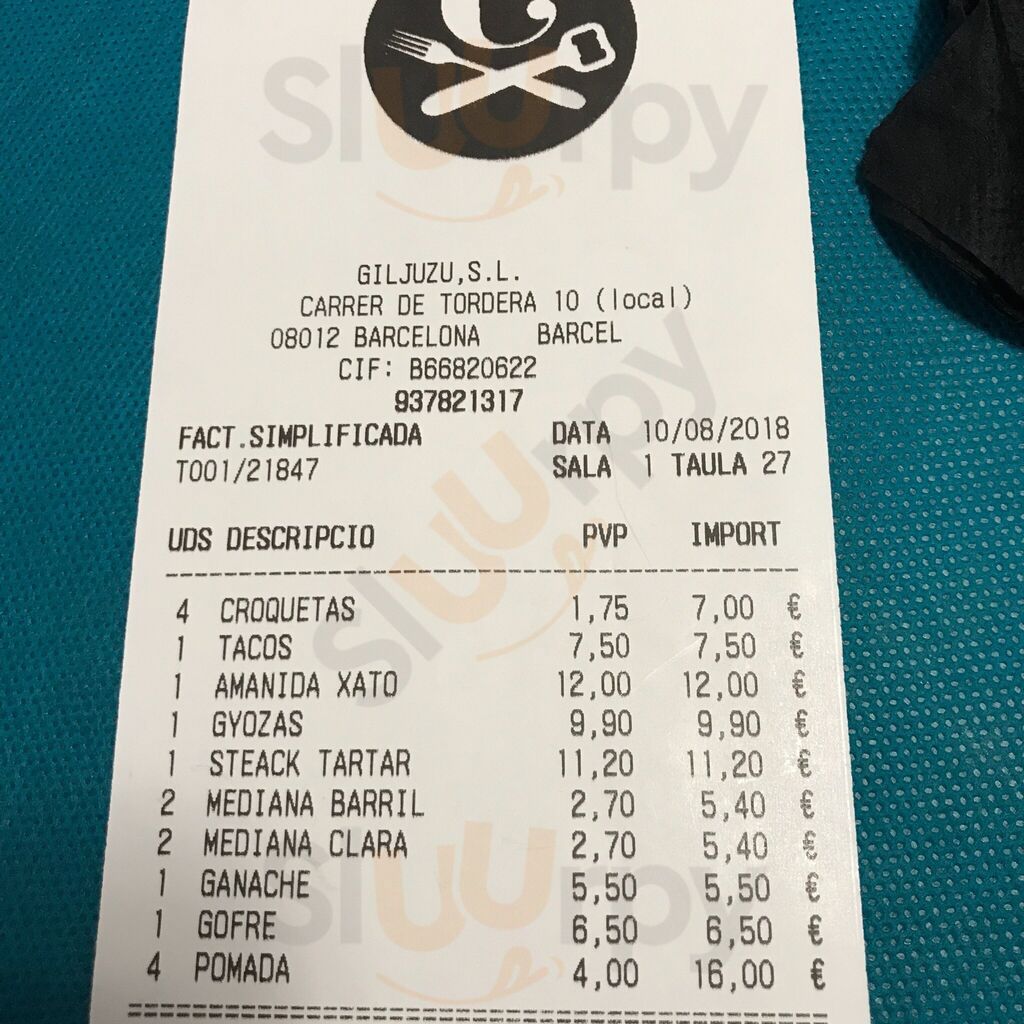 GILJUZU,S.L.
CARRER DE TORDERA 10 (local)
08012 BARCELONA BARCEL
CIF: B66820622
937821317
FACT.SIMPLIFICADA DATA 10/08/2018
T001/21847 SALA 1 TAULA 27
UDS DESCRIPCIO PVP IMPORT
4 CROQUETAS 1,75 7,00 €
1 TACOS 7,50 7,50 €
1 AMANIDA XATO 12,00 12,00 €
1 GYOZAS 9,90 9,90 €
1 STEACK TARTAR 11,20 11,20 €
2 MEDIANA BARRIL 2,70 5,40 €
2 MEDIANA CLARA 2,70 5,40 €
1 GANACHE 5,50 5,50 €
1 GOFRE 6,50 6,50 €
4 POMADA 4,00 16,00 €
Sluurpy
Sluurpy
Sluurpy